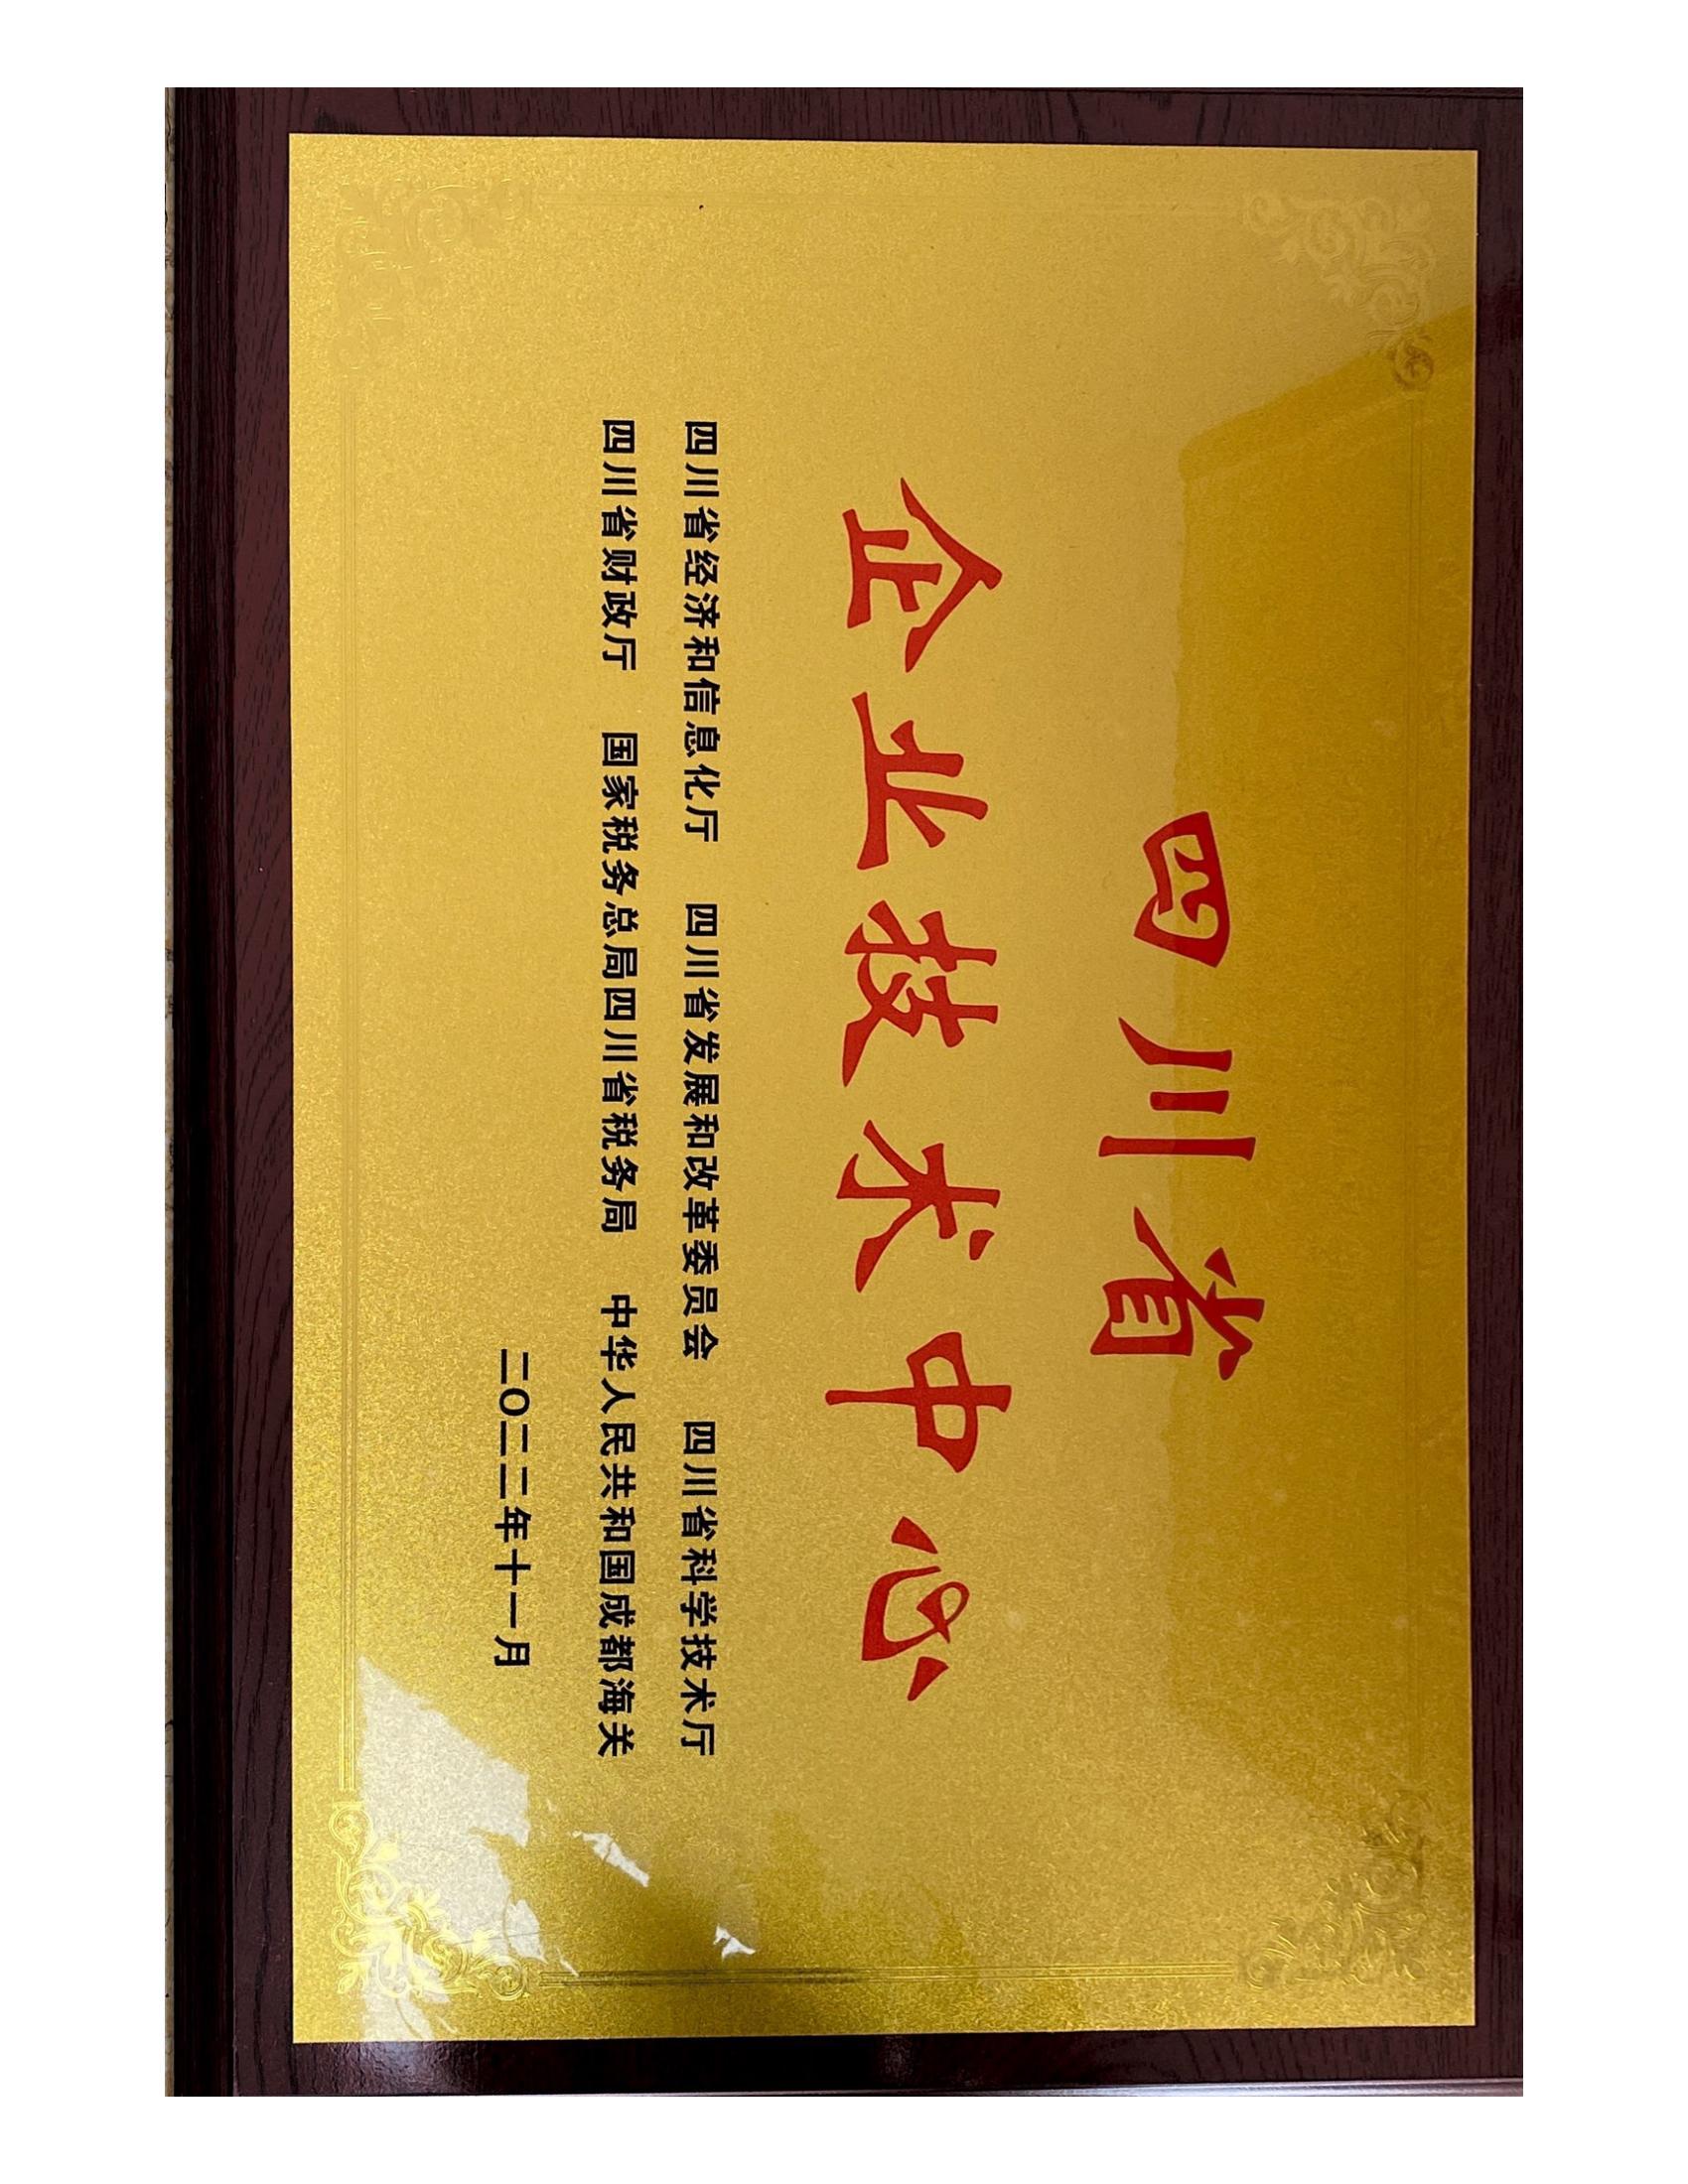 四川省
企业技术中心
四川省经济和信息化厅 四川省发展和改革委员会 四川省科学技术厅
四川省财政厅 国家税务总局四川省税务局 中华人民共和国成都海关
二〇二二年十一月